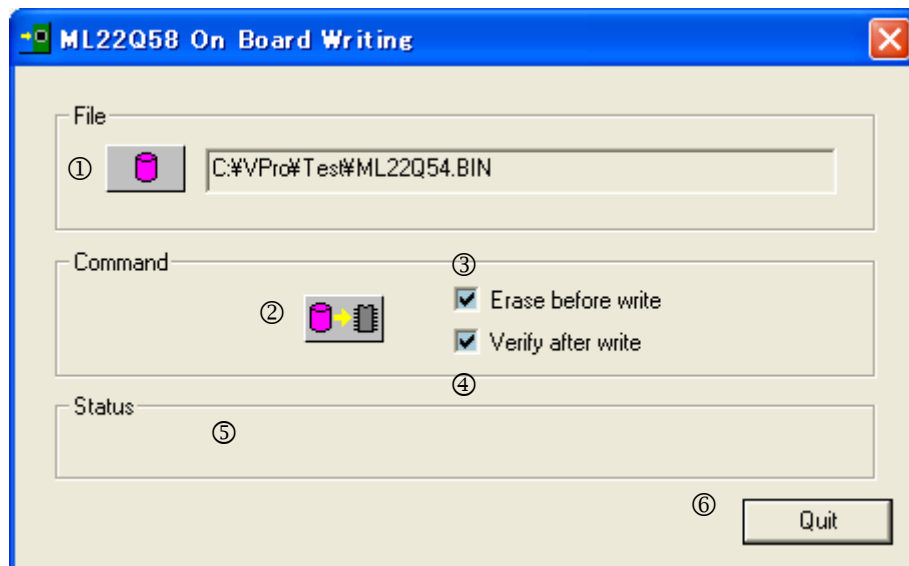 ML22Q58 On Board Writing
File
① C:¥VPro¥Test¥ML22Q54.BIN
Command
③
② Erase before write
Verify after write
④
Status
⑤
⑥ Quit